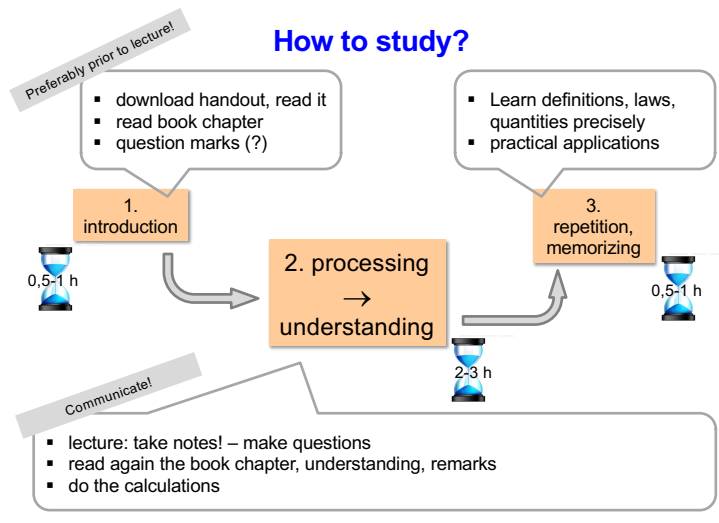 Preferably prior to lecture!
How to study?
▪ download handout, read it
▪ read book chapter
▪ question marks (?)
▪ Learn definitions, laws,
quantities precisely
▪ practical applications
1.
introduction
0,5-1 h
2. processing
→
understanding
2-3 h
3.
repetition,
memorizing
0,5-1 h
Communicate!
▪ lecture: take notes! – make questions
▪ read again the book chapter, understanding, remarks
▪ do the calculations